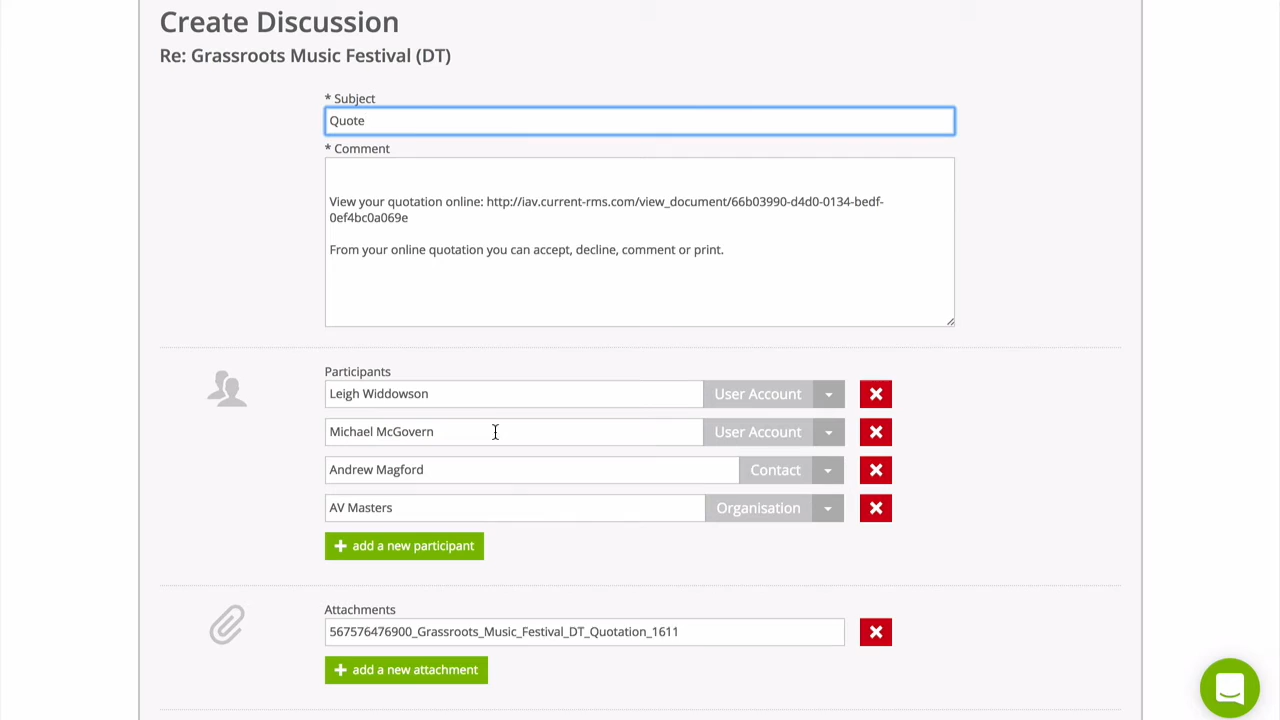 Create Discussion
Re: Grassroots Music Festival (DT)
* Subject
Quote
* Comment
View your quotation online: http://iav.current-rms.com/view_document/66b03990-d4d0-0134-bedf-
0ef4bc0a069e
From your online quotation you can accept, decline, comment or print.
Participants
Leigh Widdowson User Account
Michael McGovern User Account
Andrew Magford Contact
AV Masters Organisation
+ add a new participant
Attachments
567576476900_Grassroots_Music_Festival_DT_Quotation_1611
+ add a new attachment